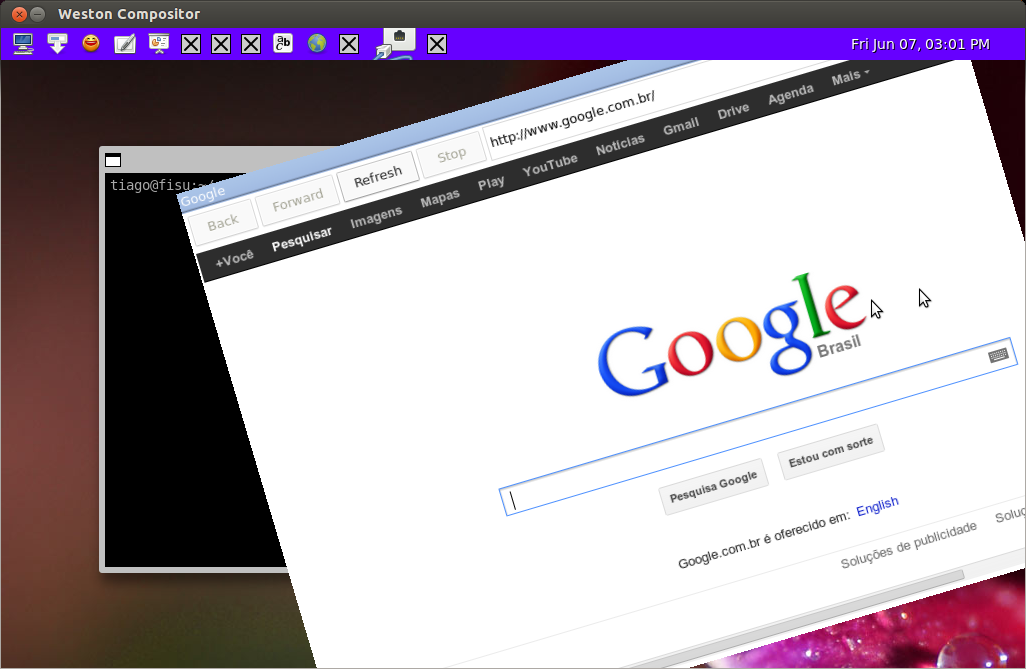 Weston Compositor
ab
c
Fri Jun 07, 03:01 PM
tiago@fisu:~/
Google
Back Forward Refresh Stop http://www.google.com.br/
+Você Pesquisar Imagens Mapas Play YouTube Notícias Gmail Drive Agenda Mais
Google
Brasil
Pesquisa Google Estou com sorte
Google.com.br é oferecido em: English
Soluções de publicidade Soluç